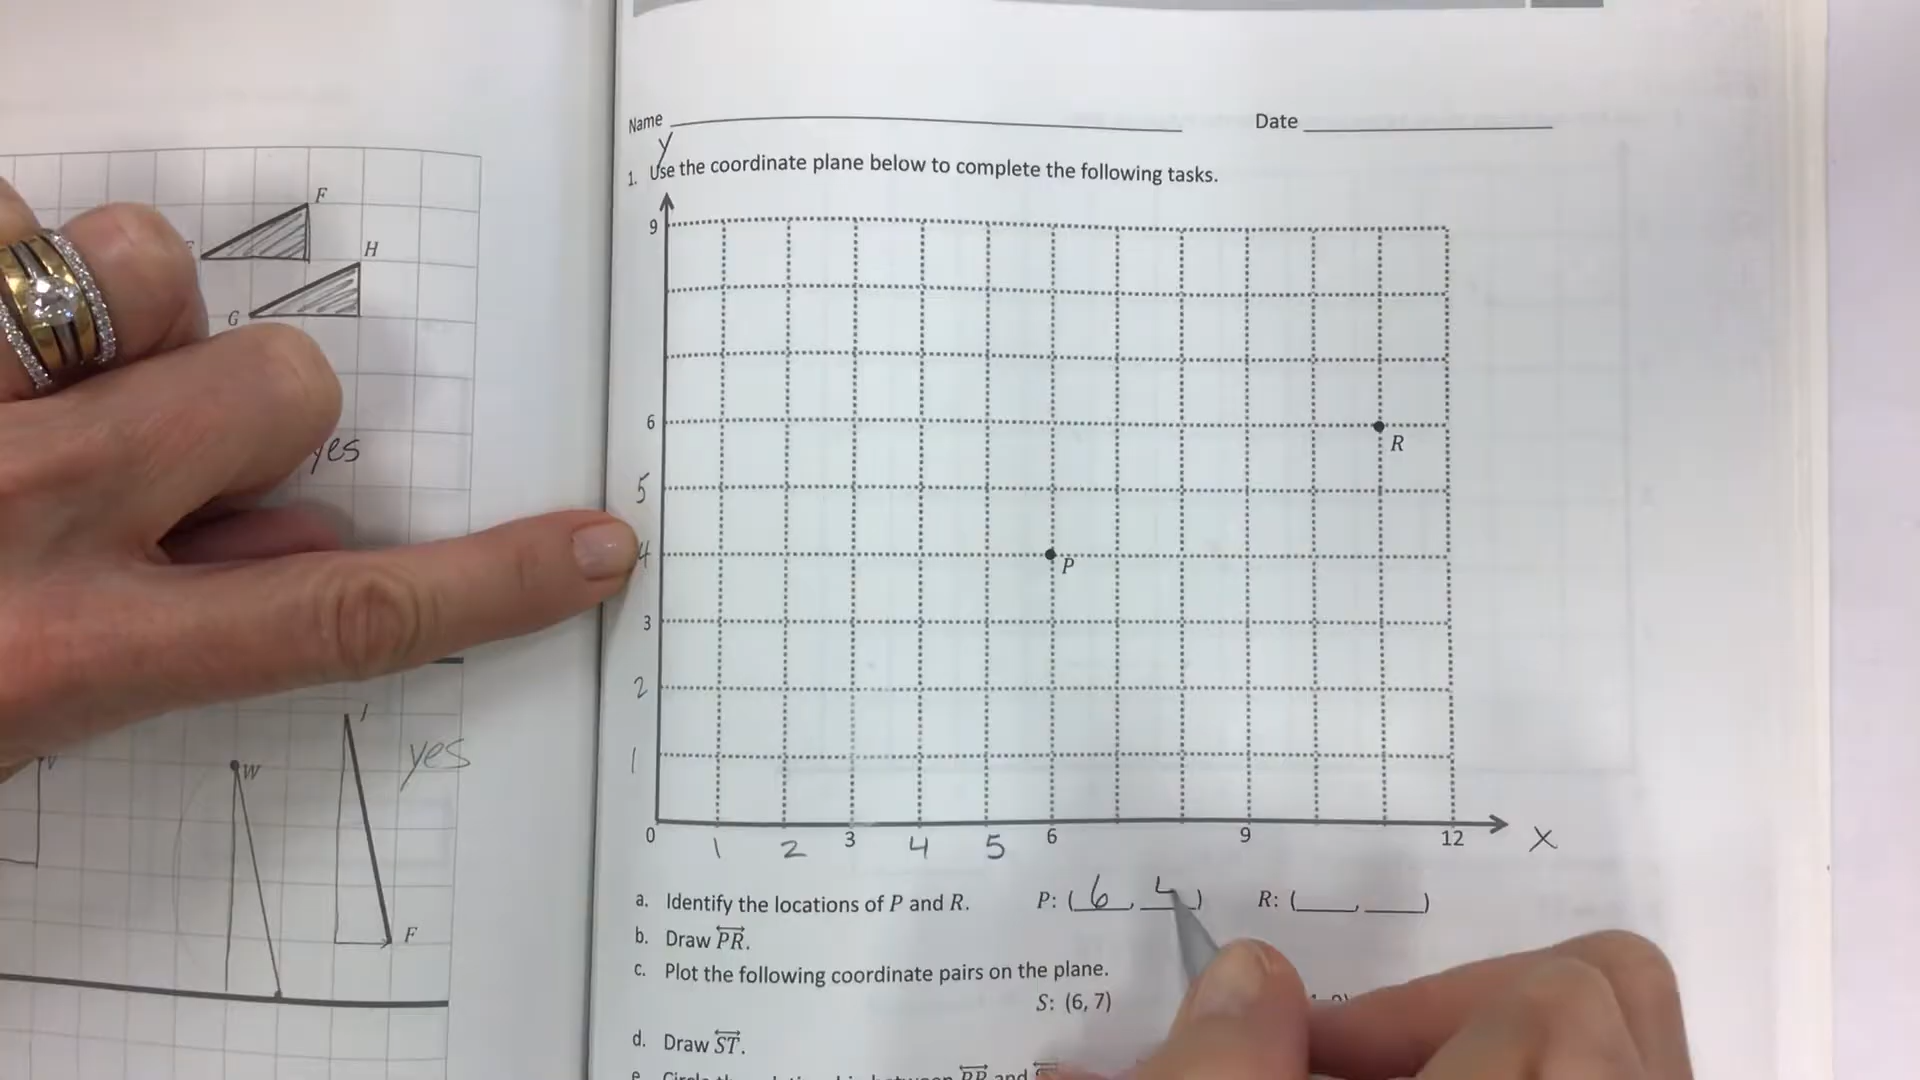 F
H
G
yes
W
I
yes
F
Name
Date
y
1. Use the coordinate plane below to complete the following tasks.
9
6
R
5
4
P
3
2
1
0 1 2 3 4 5 6 9 12 X
a. Identify the locations of P and R. P: (6, 4) R: (___, ___)
b. Draw PR.
c. Plot the following coordinate pairs on the plane.
S: (6, 7)
d. Draw ST.
and